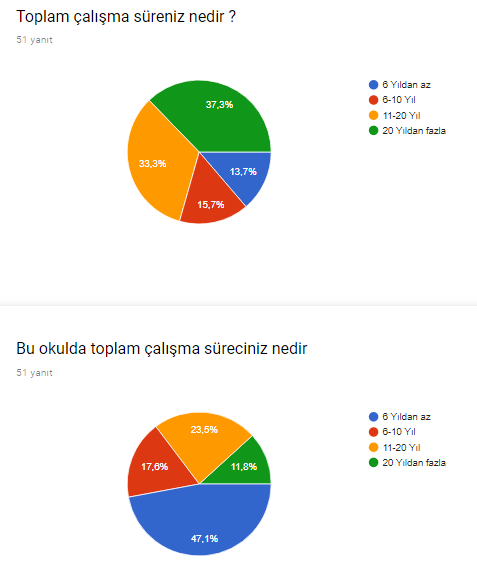 Toplam çalışma süreniz nedir ?
51 yanıt
37,3%
33,3%
13,7%
15,7%
6 Yıldan az
6-10 Yıl
11-20 Yıl
20 Yıldan fazla
Bu okulda toplam çalışma süreciniz nedir
51 yanıt
23,5%
17,6%
11,8%
47,1%
6 Yıldan az
6-10 Yıl
11-20 Yıl
20 Yıldan fazla